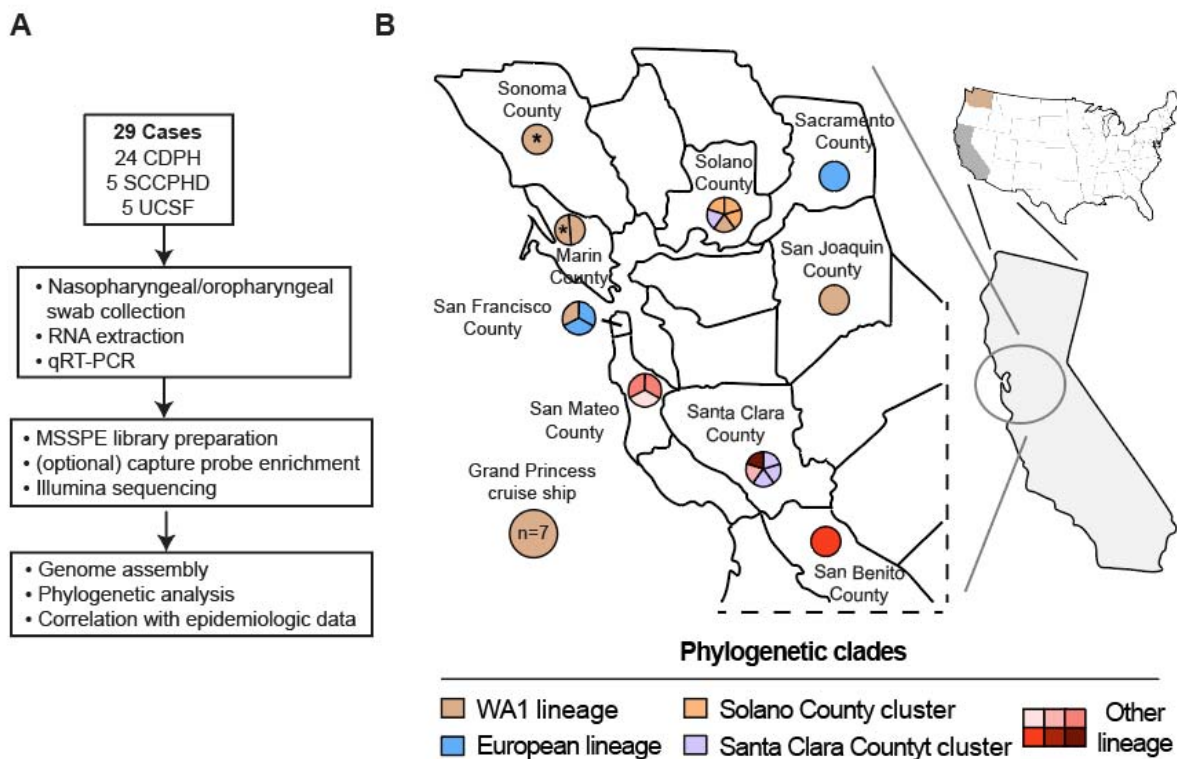 A
29 Cases
24 CDPH
5 SCCPHD
5 UCSF
• Nasopharyngeal/oropharyngeal
swab collection
• RNA extraction
• qRT-PCR
• MSSPE library preparation
• (optional) capture probe enrichment
• Illumina sequencing
• Genome assembly
• Phylogenetic analysis
• Correlation with epidemiologic data
B
Sonoma
County
*
Solano
County
Sacramento
County
*
Marin
County
San Joaquin
County
San Francisco
County
San Mateo
County
Santa Clara
County
Grand Princess
cruise ship
n=7
San Benito
County
Phylogenetic clades
WA1 lineage
Solano County cluster
Other
lineage
European lineage
Santa Clara Countyt cluster